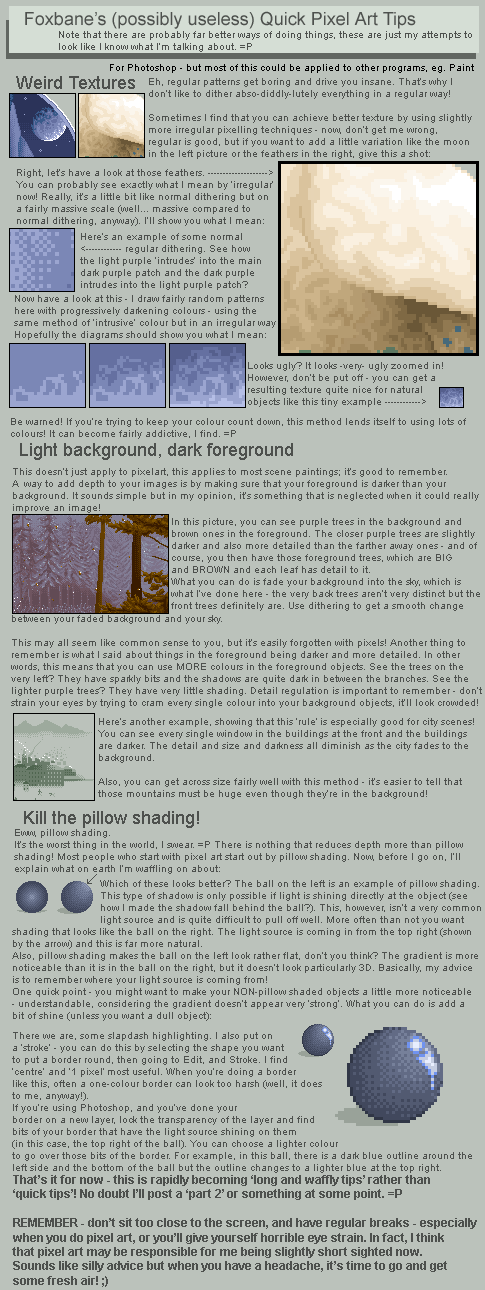 Foxbane's (possibly useless) Quick Pixel Art Tips
Note that there are probably far better ways of doing things, these are just my attempts to
look like I know what I'm talking about. =P
For Photoshop - but most of this could be applied to other programs, eg. Paint
Weird Textures
Eh, regular patterns get boring and drive you insane. That's why I
don't like to dither abso-diddly-lutely everything in a regular way!
Sometimes I find that you can achieve better texture by using slightly
more irregular pixelling techniques - now, don't get me wrong,
regular is good, but if you want to add a little variation like the moon
in the left picture or the feathers in the right, give this a shot:
Right, let's have a look at those feathers. ------------------->
You can probably see exactly what I mean by 'irregular'
now! Really, it's a little bit like normal dithering but on
a fairly massive scale (well... massive compared to
normal dithering, anyway). I'll show you what I mean:
Here's an example of some normal
<----------- regular dithering. See how
the light purple 'intrudes' into the main
dark purple patch and the dark purple
intrudes into the light purple patch?
Now have a look at this - I draw fairly random patterns
here with progressively darkening colours - using the
same method of 'intrusive' colour but in an irregular way
Hopefully the diagrams should show you what I mean:
Looks ugly? It looks -very- ugly zoomed in!
However, don't be put off - you can get a
resulting texture quite nice for natural
objects like this tiny example ----------->
Be warned! If you're trying to keep your colour count down, this method lends itself to using lots of
colours! It can become fairly addictive, I find. =P
Light background, dark foreground
This doesn't just apply to pixelart, this applies to most scene paintings; it's good to remember.
A way to add depth to your images is by making sure that your foreground is darker than your
background. It sounds simple but in my opinion, it's something that is neglected when it could really
improve an image!
In this picture, you can see purple trees in the background and
brown ones in the foreground. The closer purple trees are slightly
darker and also more detailed than the farther away ones - and of
course, you then have those foreground trees, which are BIG
and BROWN and each leaf has detail to it.
What you can do is fade your background into the sky, which is
what I've done here - the very back trees aren't very distinct but the
front trees definitely are. Use dithering to get a smooth change
between your faded background and your sky.
This may all seem like common sense to you, but it's easily forgotten with pixels! Another thing to
remember is what I said about things in the foreground being darker and more detailed. In other
words, this means that you can use MORE colours in the foreground objects. See the trees on the
very left? They have sparkly bits and the shadows are quite dark in between the branches. See the
lighter purple trees? They have very little shading. Detail regulation is important to remember - don't
strain your eyes by trying to cram every single colour into your background objects, it'll look crowded!
Here's another example, showing that this 'rule' is especially good for city scenes!
You can see every single window in the buildings at the front and the buildings
are darker. The detail and size and darkness all diminish as the city fades to the
background.
Also, you can get across size fairly well with this method - it's easier to tell that
those mountains must be huge even though they're in the background!
Kill the pillow shading!
Eww, pillow shading.
It's the worst thing in the world, I swear. =P There is nothing that reduces depth more than pillow
shading! Most people who start with pixel art start out by pillow shading. Now, before I go on, I'll
explain what on earth I'm waffling on about:
Which of these looks better? The ball on the left is an example of pillow shading.
This type of shadow is only possible if light is shining directly at the object (see
how I made the shadow fall behind the ball?). This, however, isn't a very common
light source and is quite difficult to pull off well. More often than not you want
shading that looks like the ball on the right. The light source is coming in from the top right (shown
by the arrow) and this is far more natural.
Also, pillow shading makes the ball on the left look rather flat, don't you think? The gradient is more
noticeable than it is in the ball on the right, but it doesn't look particularly 3D. Basically, my advice
is to remember where your light source is coming from!
One quick point - you might want to make your NON-pillow shaded objects a little more noticeable
- understandable, considering the gradient doesn't appear very 'strong'. What you can do is add a
bit of shine (unless you want a dull object):
There we are, some slapdash highlighting. I also put on
a 'stroke' - you can do this by selecting the shape you want
to put a border round, then going to Edit, and Stroke. I find
'centre' and '1 pixel' most useful. When you're doing a border
like this, often a one-colour border can look too harsh (well, it does
to me, anyway!).
If you're using Photoshop, and you've done your
border on a new layer, lock the transparency of the layer and find
bits of your border that have the light source shining on them
(in this case, the top right of the ball). You can choose a lighter colour
to go over those bits of the border. For example, in this ball, there is a dark blue outline around the
left side and the bottom of the ball but the outline changes to a lighter blue at the top right.
That's it for now - this is rapidly becoming 'long and waffly tips' rather than
'quick tips'! No doubt I'll post a 'part 2' or something at some point. =P
REMEMBER - don't sit too close to the screen, and have regular breaks - especially
when you do pixel art, or you'll give yourself horrible eye strain. In fact, I think
that pixel art may be responsible for me being slightly short sighted now.
Sounds like silly advice but when you have a headache, it's time to go and get
some fresh air! ;)